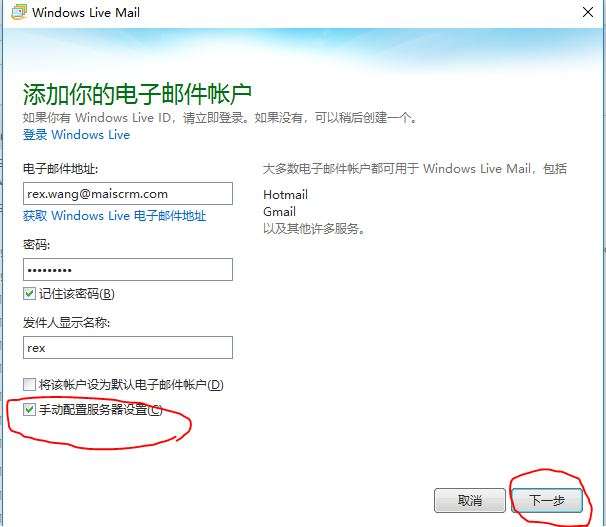 Windows Live Mail
添加你的电子邮件帐户
如果你有 Windows Live ID，请立即登录。如果没有，可以稍后创建一个。
登录 Windows Live
电子邮件地址:
rex.wang@maiscrm.com
获取 Windows Live 电子邮件地址
密码:
•••••••••
记住该密码(B)
发件人显示名称:
rex
将该帐户设为默认电子邮件帐户(D)
手动配置服务器设置(C)
大多数电子邮件帐户都可用于 Windows Live Mail，包括
Hotmail
Gmail
以及其他许多服务。
取消
下一步